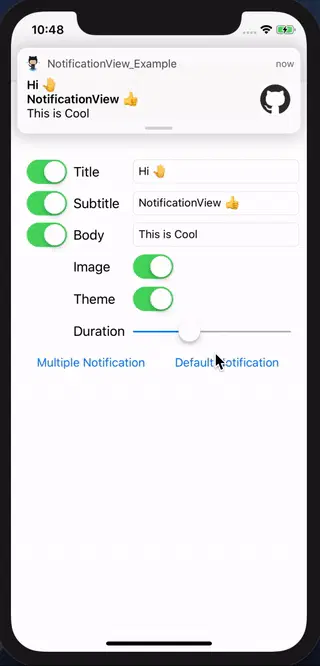 10:48
NotificationView_Example now
Hi 🤚
NotificationView 👍
This is Cool
Title Hi 🤚
Subtitle NotificationView 👍
Body This is Cool
Image
Theme
Duration
Multiple Notification Default Notification